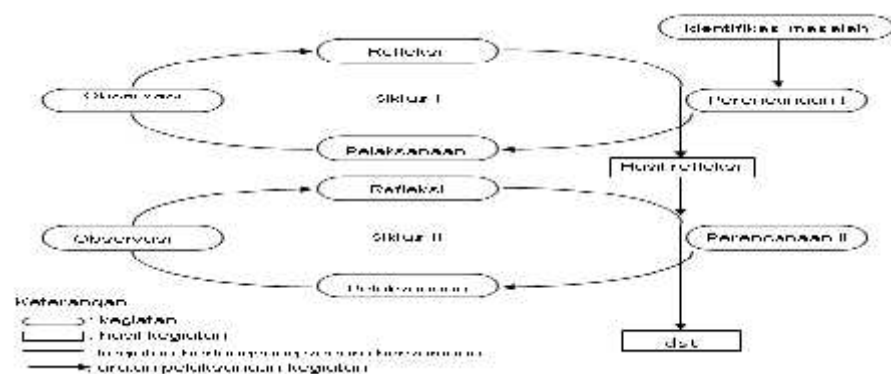 Identifikasi masalah
Refleksi
Observasi
Siklus I
Perencanaan I
Pelaksanaan
Hasil refleksi
Refleksi
Observasi
Siklus II
Perencanaan II
Pelaksanaan
Keterangan
: kegiatan
: hasil kegiatan
: aliran pelaksanaan kegiatan
dst